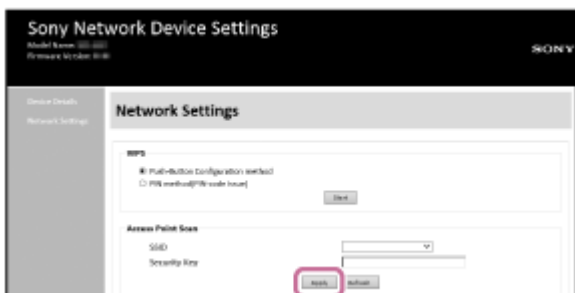 Sony Network Device Settings
Model Name:
Firmware Version:
SONY
Device Details
Network Settings
Network Settings
WPS
Push-Button Configuration method
PIN method(PIN code issue)
Start
Access Point Scan
SSID
Security Key
Apply
Refresh